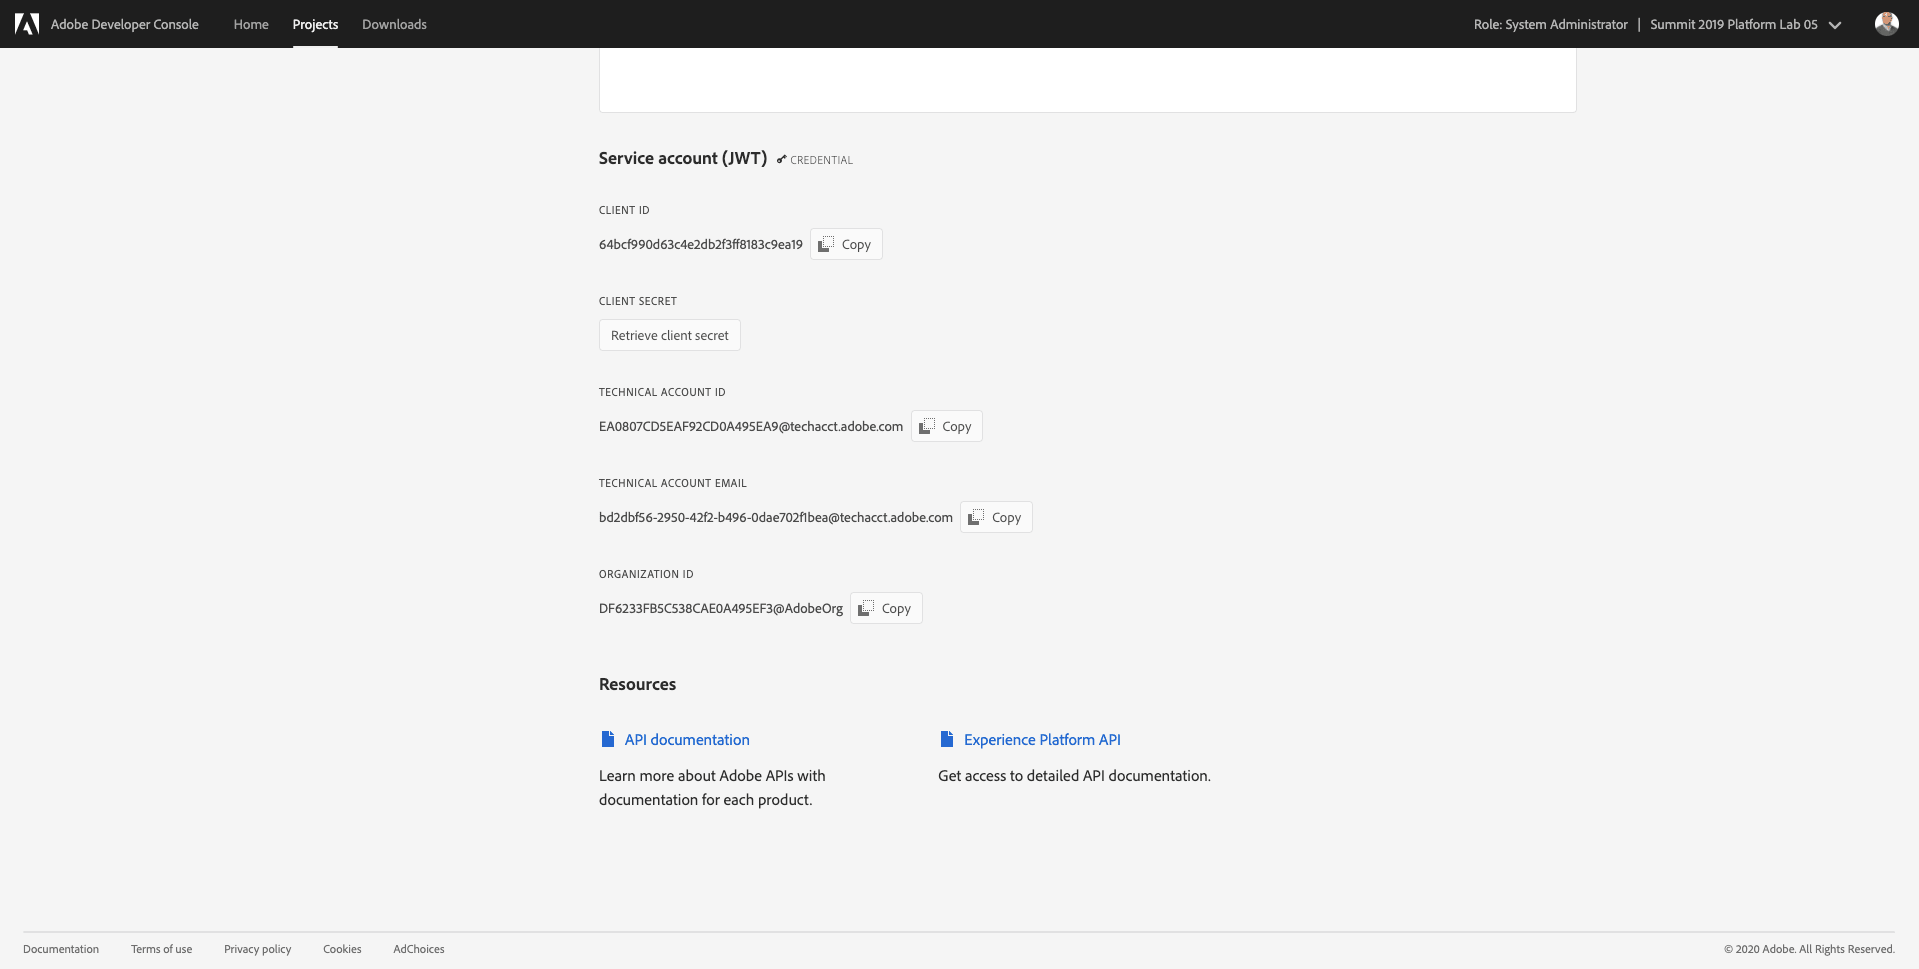 Adobe Developer Console
Home
Projects
Downloads
Role: System Administrator | Summit 2019 Platform Lab 05
Service account (JWT)
CREDENTIAL
CLIENT ID
64bcf990d63c4e2db2f3ff8183c9ea19
Copy
CLIENT SECRET
Retrieve client secret
TECHNICAL ACCOUNT ID
EA0807CD5EAF92CD0A495EA9@techacct.adobe.com
Copy
TECHNICAL ACCOUNT EMAIL
bd2dbf56-2950-42f2-b496-0dae702f1bea@techacct.adobe.com
Copy
ORGANIZATION ID
DF6233FB5C538CAE0A495EF3@AdobeOrg
Copy
Resources
API documentation
Learn more about Adobe APIs with
documentation for each product.
Experience Platform API
Get access to detailed API documentation.
Documentation
Terms of use
Privacy policy
Cookies
AdChoices
© 2020 Adobe. All Rights Reserved.